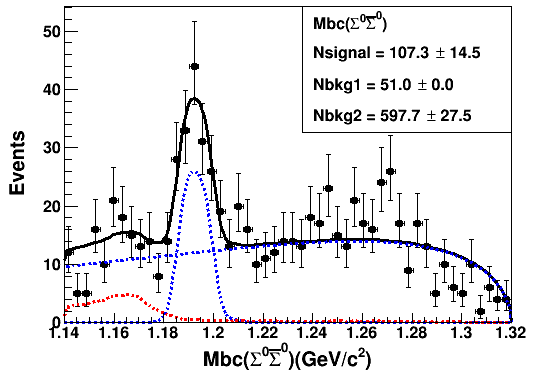 Mbc(Σ⁰Σ̅⁰)
Nsignal = 107.3 ± 14.5
Nbkg1 = 51.0 ± 0.0
Nbkg2 = 597.7 ± 27.5
Events
50
40
30
20
10
0
1.14 1.16 1.18 1.2 1.22 1.24 1.26 1.28 1.3 1.32
Mbc(Σ⁰Σ̅⁰)(GeV/c²)